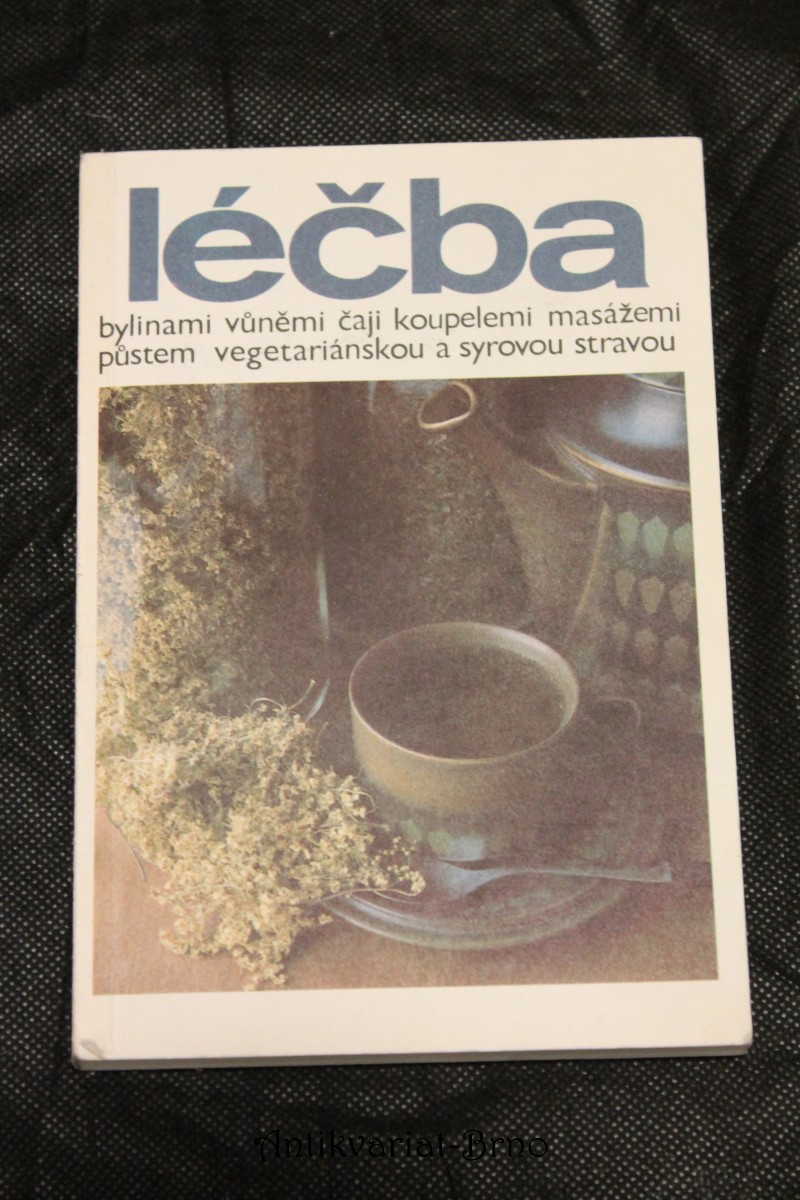 léčba
bylinami vůněmi čaji koupelemi masážemi
půstem vegetariánskou a syrovou stravou
Antikvariat-Brno